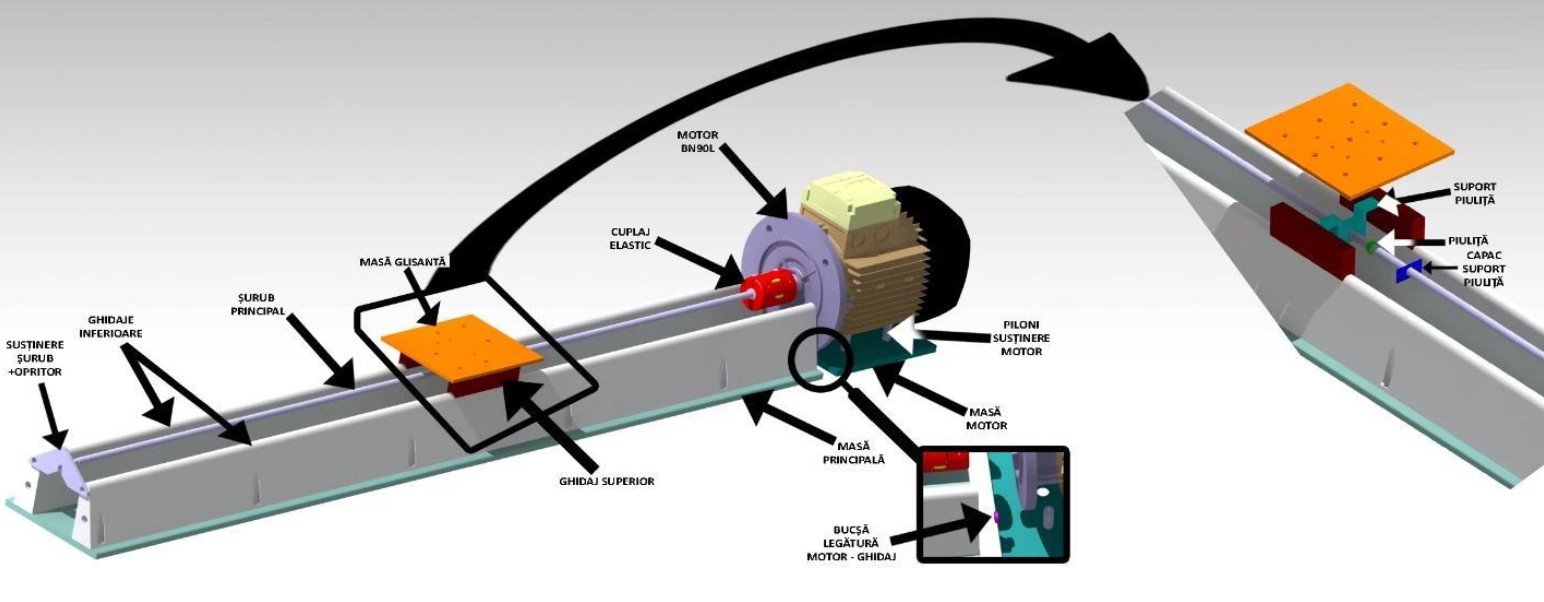 MOTOR
BN90L
CUPLAJ
ELASTIC
MASĂ GLISANTĂ
ȘURUB
PRINCIPAL
GHIDAJE
INFERIOARE
SUSȚINERE
ȘURUB
+OPRITOR
GHIDAJ SUPERIOR
PILONI
SUSȚINERE
MOTOR
MASĂ
MOTOR
MASĂ
PRINCIPALĂ
BUCȘĂ
LEGĂTURĂ
MOTOR - GHIDAJ
SUPORT
PIULIȚĂ
PIULIȚĂ
CAPAC
SUPORT
PIULIȚĂ